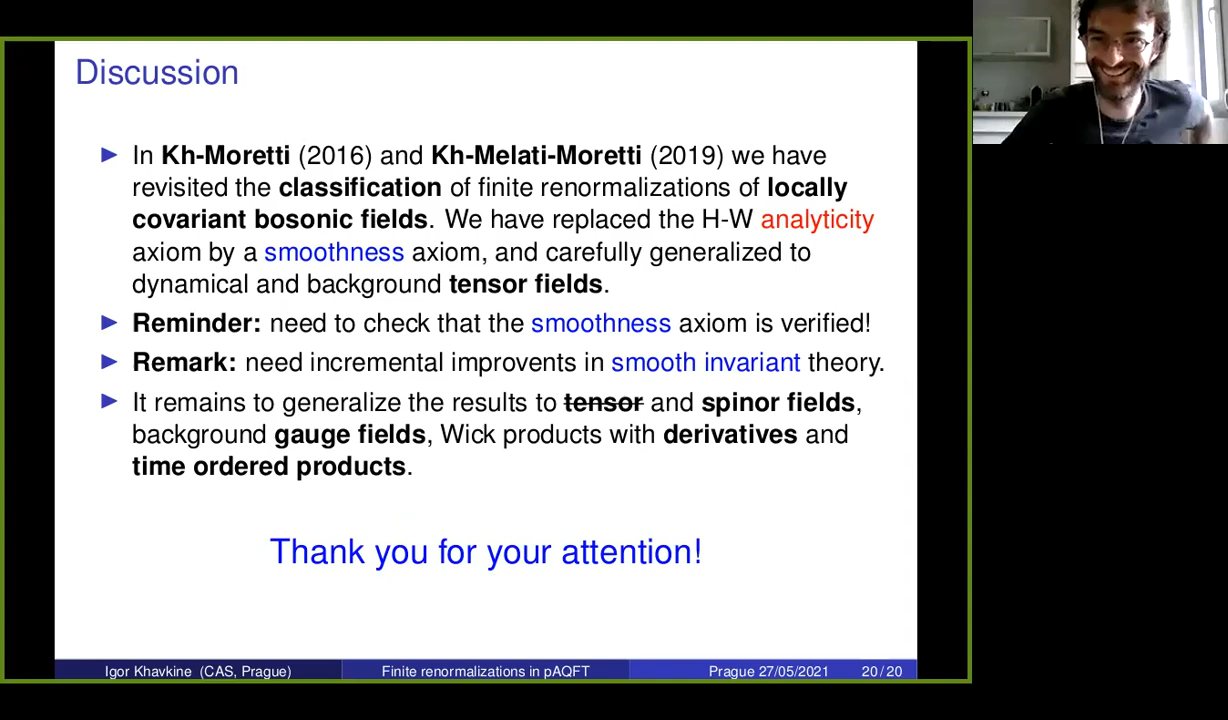 Discussion
In Kh-Moretti (2016) and Kh-Melati-Moretti (2019) we have
revisited the classification of finite renormalizations of locally
covariant bosonic fields. We have replaced the H-W analyticity
axiom by a smoothness axiom, and carefully generalized to
dynamical and background tensor fields.
Reminder: need to check that the smoothness axiom is verified!
Remark: need incremental improvents in smooth invariant theory.
It remains to generalize the results to tensor and spinor fields,
background gauge fields, Wick products with derivatives and
time ordered products.
Thank you for your attention!
Igor Khavkine (CAS, Prague) Finite renormalizations in pAQFT Prague 27/05/2021 20/20